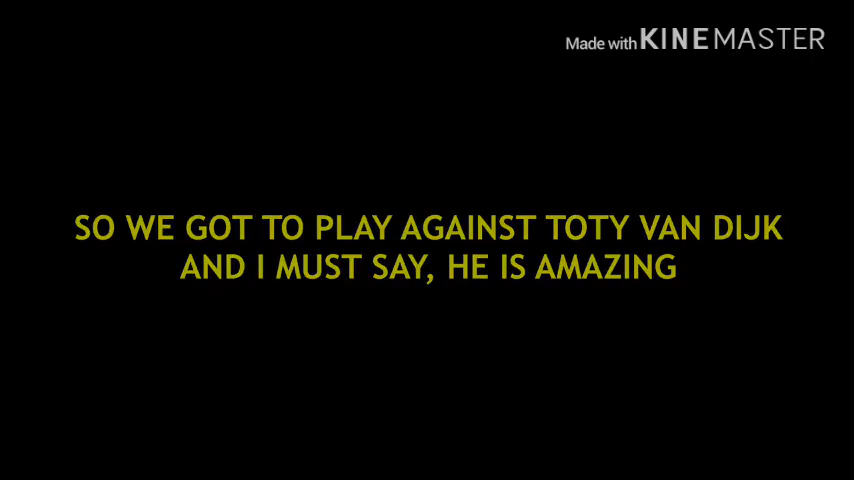 Made with KINEMASTER
SO WE GOT TO PLAY AGAINST TOTY VAN DIJK
AND I MUST SAY, HE IS AMAZING